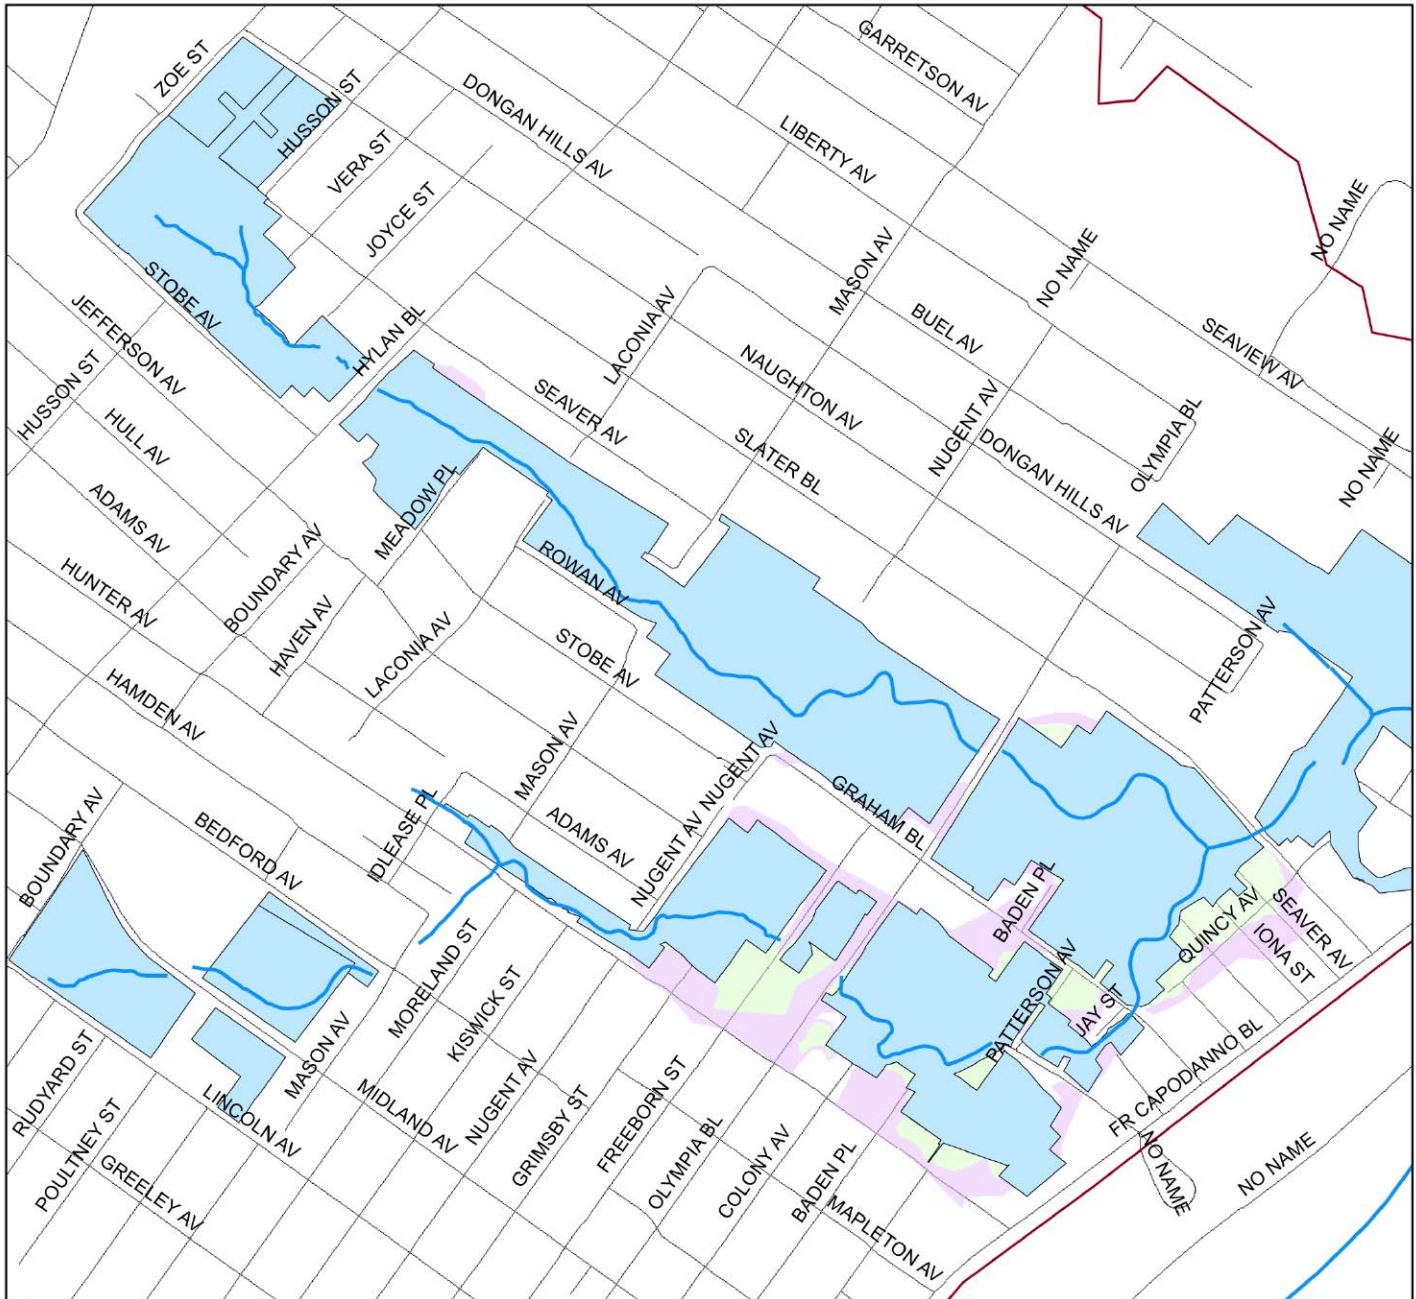 GARRETSON AV
ZOE ST
HUSSON ST
DONGAN HILLS AV
LIBERTY AV
VERA ST
JOYCE ST
NO NAME
NO NAME
MASON AV
STOBE AV
JEFFERSON AV
HYLAN BL
LACONIA AV
BUEL AV
SEAVIEW AV
HUSSON ST
NAUGHTON AV
SEAVER AV
NUGENT AV
OLYMPIA BL
HULL AV
SLATER BL
DONGAN HILLS AV
NO NAME
ADAMS AV
MEADOW PL
BOUNDARY AV
ROWAN AV
HUNTER AV
HAVEN AV
LACONIA AV
STOBE AV
PATTERSON AV
HAMDEN AV
MASON AV
NUGENT AV
GRAHAM BL
IDLEASE PL
BOUNDARY AV
BEDFORD AV
ADAMS AV
NUGENT AV
BADEN PL
QUINCY AV
SEAVER AV
IONA ST
MORELAND ST
KISWICK ST
PATTERSON AV
JAY ST
MASON AV
RUDYARD ST
POULTNEY ST
LINCOLN AV
MIDLAND AV
NUGENT AV
GRIMSBY ST
FREEBORN ST
OLYMPIA BL
COLONY AV
BADEN PL
FR CAPODANNO BL
NO NAME
NO NAME
GREELEY AV
MAPLETON AV